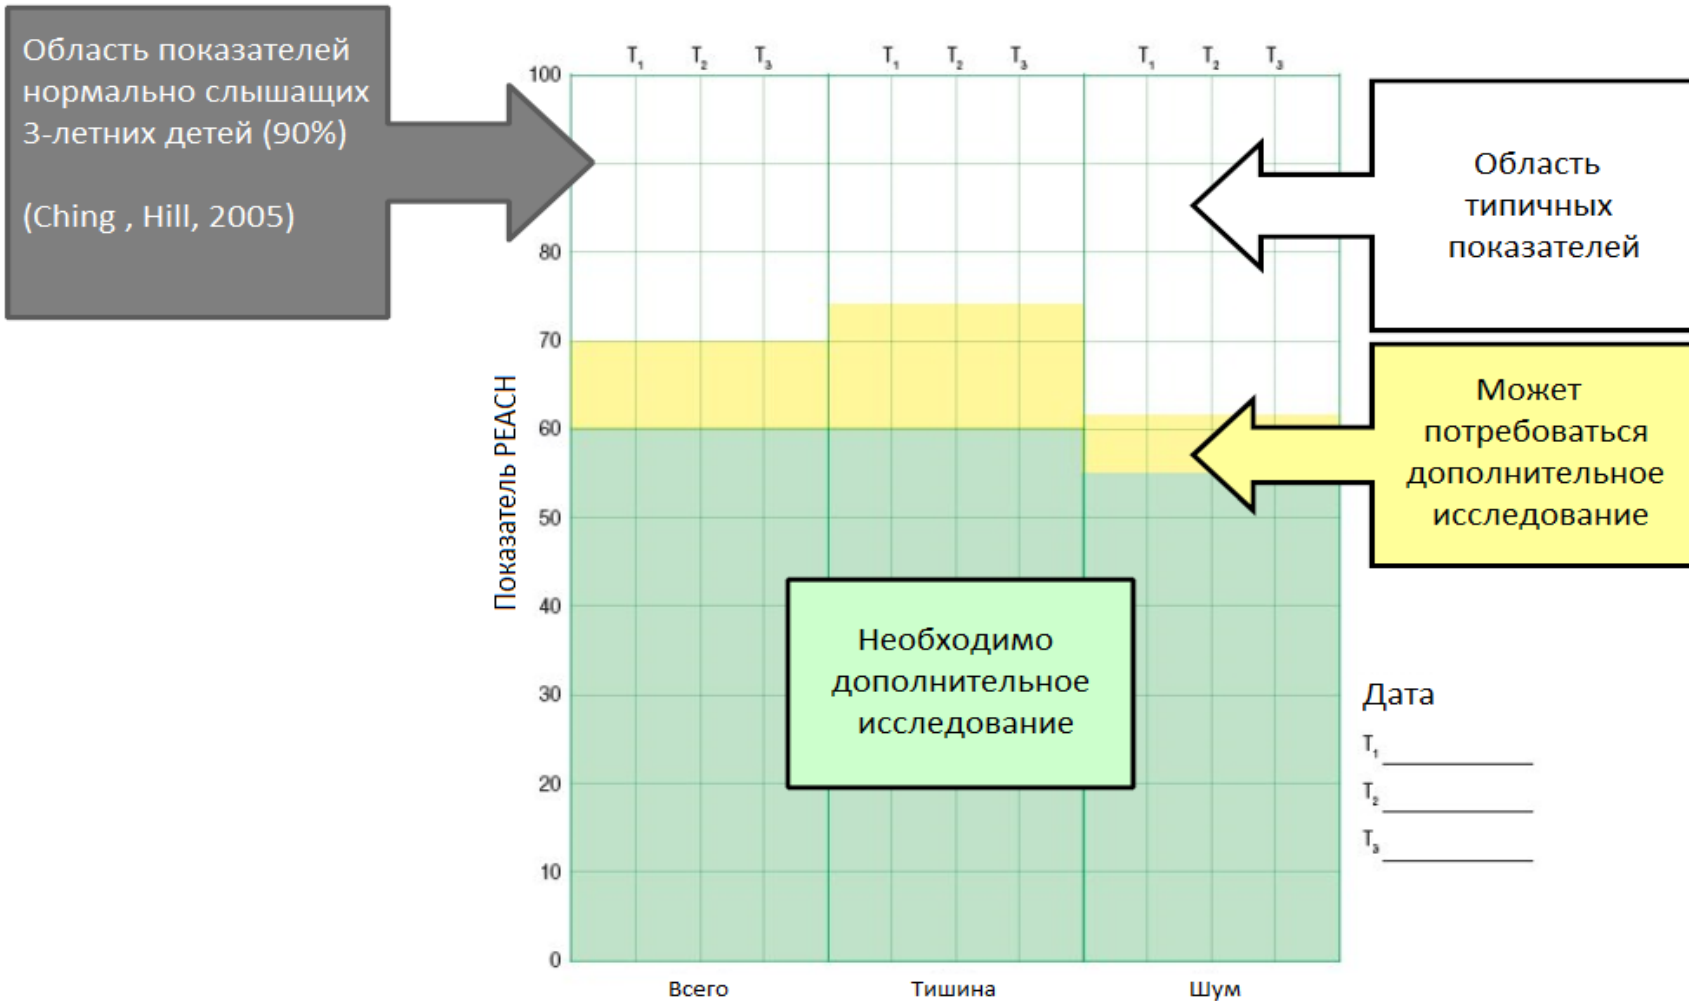 Область показателей
нормально слышащих
3-летних детей (90%)
(Ching , Hill, 2005)
T₁ T₂ T₃ T₁ T₂ T₃ T₁ T₂ T₃
100
80
70
60
50
40
30
20
10
0
Показатель PEACH
Область
типичных
показателей
Может
потребоваться
дополнительное
исследование
Необходимо
дополнительное
исследование
Дата
T₁
T₂
T₃
Всего Тишина Шум